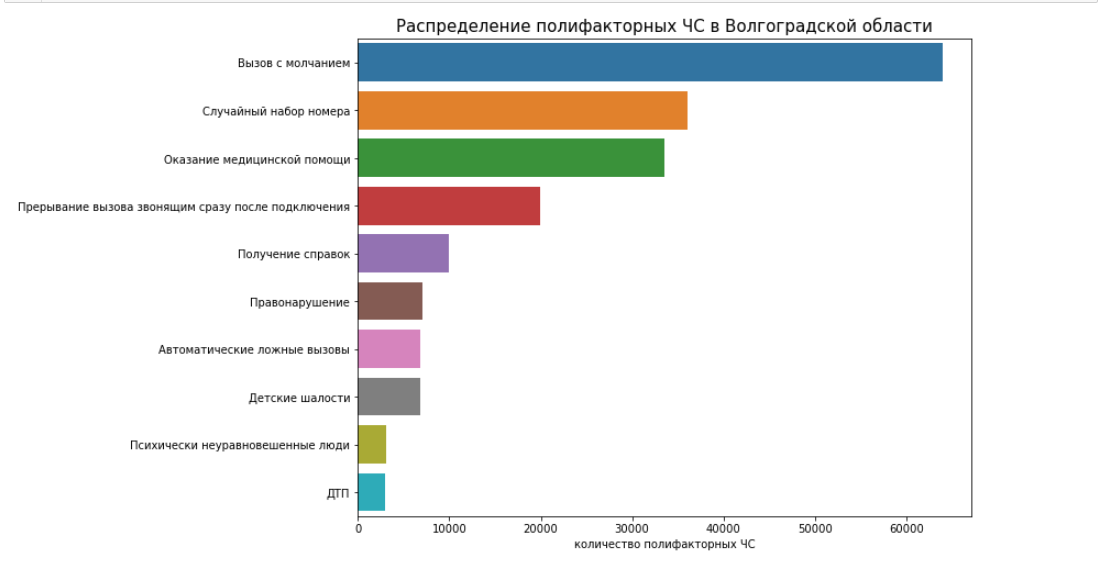 Распределение полифакторных ЧС в Волгоградской области
Вызов с молчанием
Случайный набор номера
Оказание медицинской помощи
Прерывание вызова звонящим сразу после подключения
Получение справок
Правонарушение
Автоматические ложные вызовы
Детские шалости
Психически неуравновешенные люди
ДТП
0 10000 20000 30000 40000 50000 60000
количество полифакторных ЧС